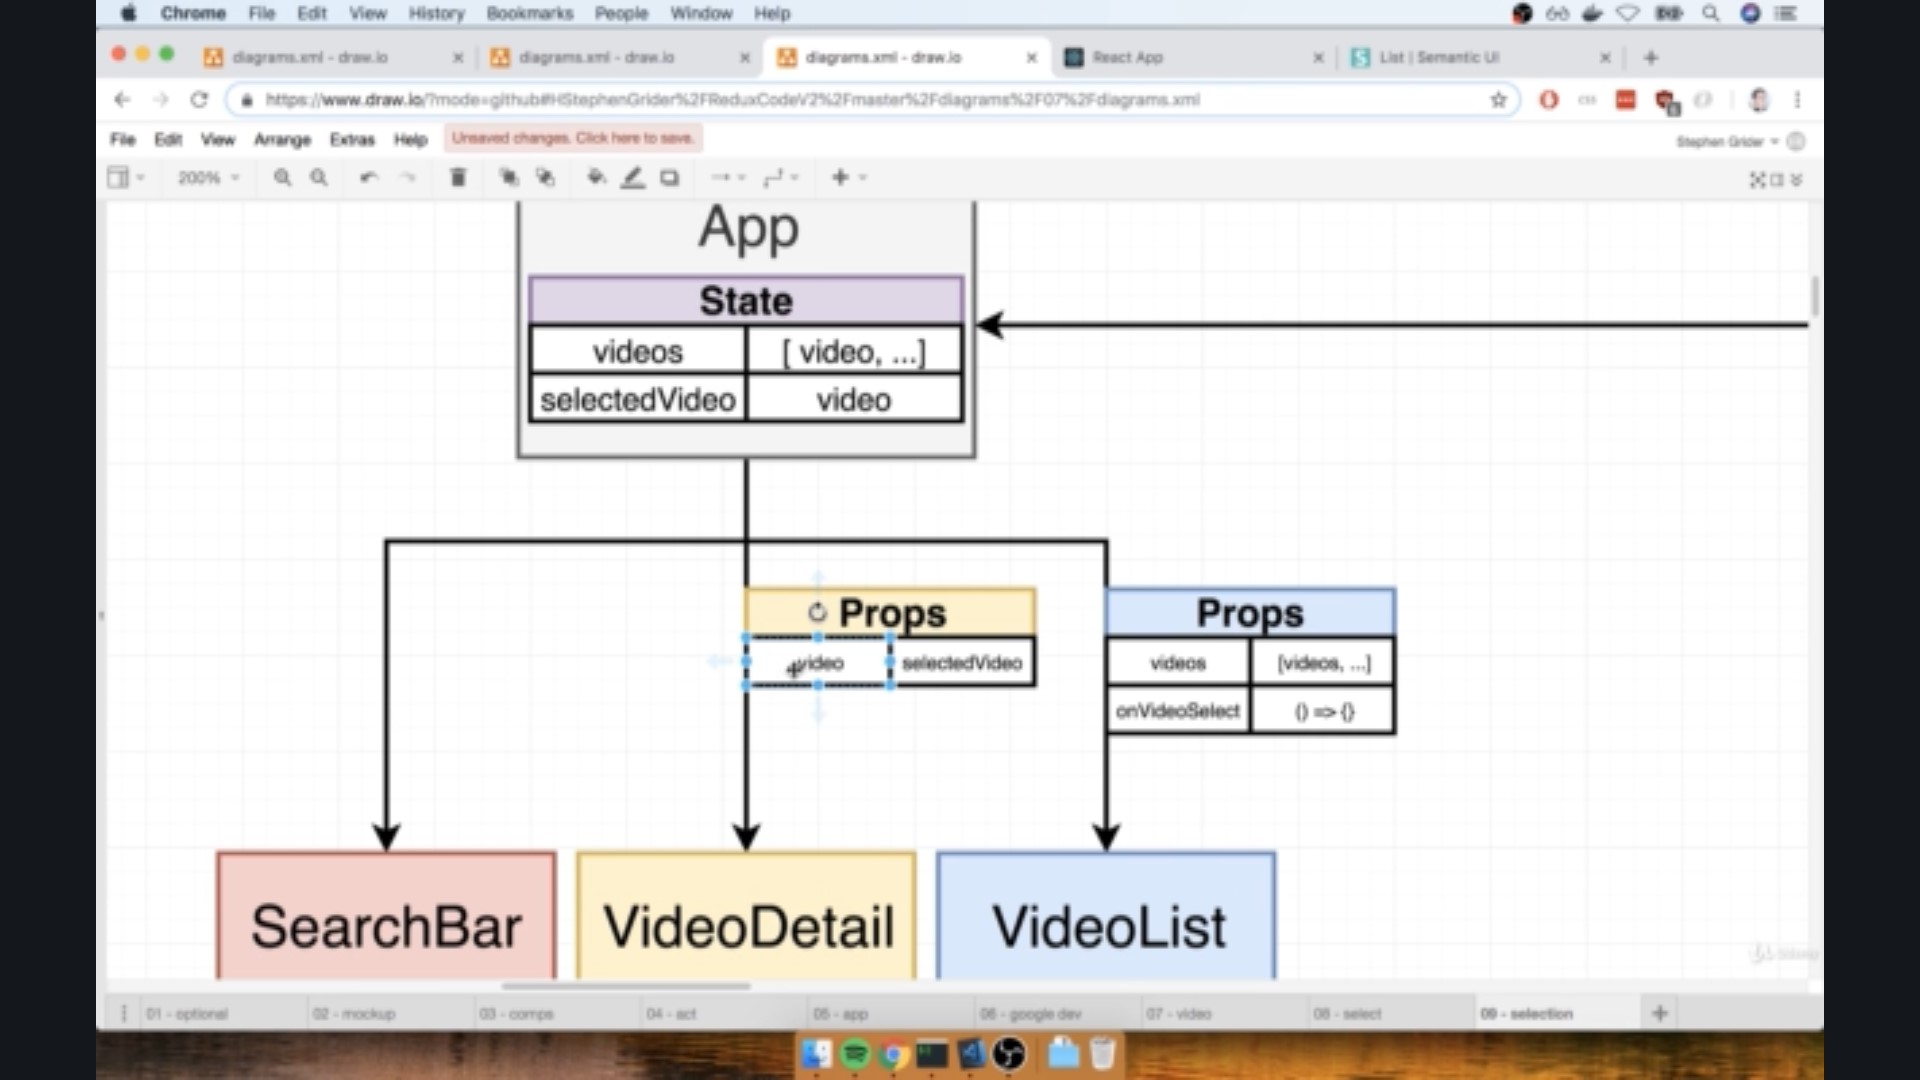 Chrome File Edit View History Bookmarks People Window Help
diagrams.xml - draw.io
diagrams.xml - draw.io
diagrams.xml - draw.io
React App
List | Semantic UI
https://www.draw.io/?mode=github#HStephenGrider%2FReduxCodeV2%2Fmaster%2Fdiagrams%2F07%2Fdiagrams.xml
File Edit View Arrange Extras Help Unsaved changes. Click here to save.
Stephen Grider
200%
App
State
videos [ video, ...]
selectedVideo video
Props
video selectedVideo
Props
videos [videos, ...]
onVideoSelect () => {}
SearchBar
VideoDetail
VideoList
01 - optional 02 - mockup 03 - comps 04 - act 05 - app 06 - google dev 07 - video 08 - select 09 - selection